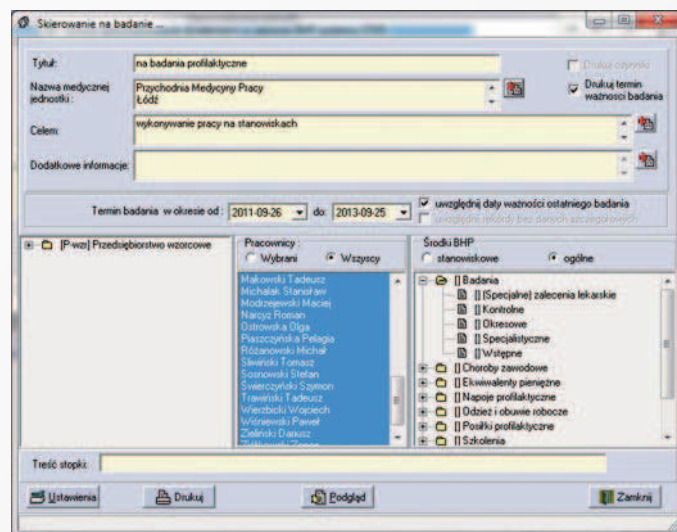 Skierowanie na badanie ...
Tytuł:
na badania profilaktyczne
Drukuj czynniki
Nazwa medycznej jednostki :
Przychodnia Medycyny Pracy
Łódź
Drukuj termin ważności badania
Celem:
wykonywanie pracy na stanowiskach
Dodatkowe informacje:
Termin badania w okresie od :
2011-09-26
do:
2013-09-25
uwzględnij daty ważności ostatniego badania
uwzględnij rekordy bez danych szczegółowych
[P-wz] Przedsiębiorstwo wzorcowe
Pracownicy :
Wybrani
Wszyscy
Makowski Tadeusz
Michalak Stanisław
Modrzejewski Maciej
Narcyz Roman
Ostrowska Olga
Piaszczyńska Pelagia
Różanowski Michał
Śliwiński Tomasz
Sosnowski Stefan
Świerczyński Szymon
Trawiński Tadeusz
Wierzbicki Wojciech
Wiśniewski Paweł
Zieliński Dariusz
Środki BHP
stanowiskowe
ogólne
[] Badania
[] (Specjalne) zalecenia lekarskie
[] Kontrolne
[] Okresowe
[] Specjalistyczne
[] Wstępne
[] Choroby zawodowe
[] Ekwiwalenty pieniężne
[] Napoje profilaktyczne
[] Odzież i obuwie robocze
[] Posiłki profilaktyczne
[] Szkolenia
Treść stopki:
Ustawienia
Drukuj
Podgląd
Zamknij